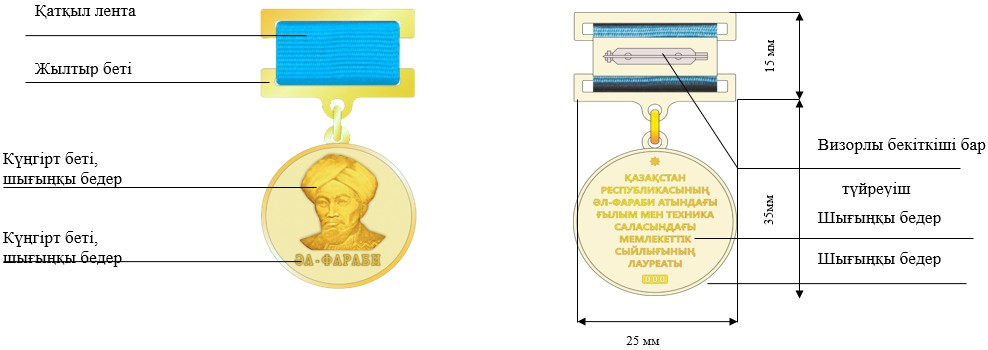 Қатқыл лента
Жылтыр беті
Күңгірт беті,
шығыңқы бедер
Күңгірт беті,
шығыңқы бедер
ӘЛ-ФАРАБИ
15 мм
Визорлы бекіткіші бар
түйреуіш
Шығыңқы бедер
Шығыңқы бедер
ҚАЗАҚСТАН
РЕСПУБЛИКАСЫНЫҢ
ӘЛ-ФАРАБИ АТЫНДАҒЫ
ҒЫЛЫМ МЕН ТЕХНИКА
САЛАСЫНДАҒЫ
МЕМЛЕКЕТТІК
СЫЙЛЫҒЫНЫҢ
ЛАУРЕАТЫ
000
35мм
25 мм